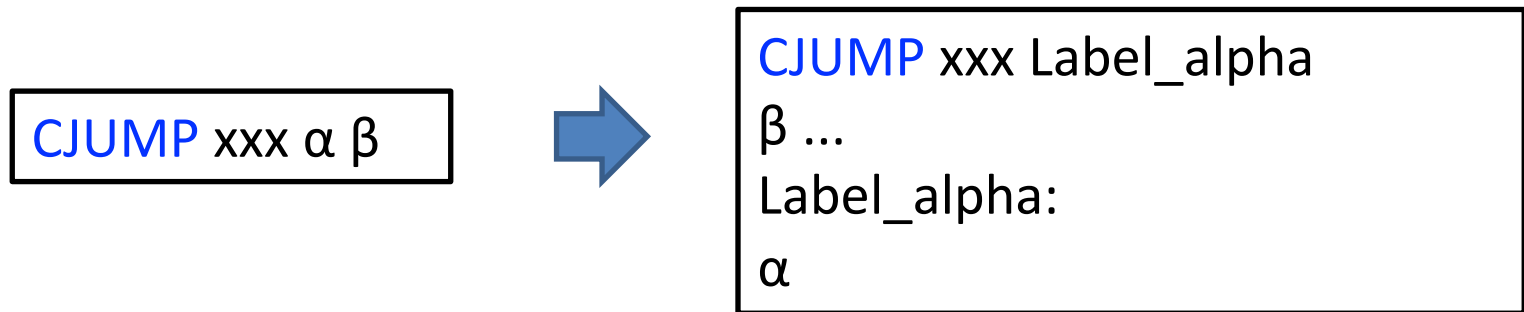 CJUMP xxx α β
CJUMP xxx Label_alpha
β ...
Label_alpha:
α